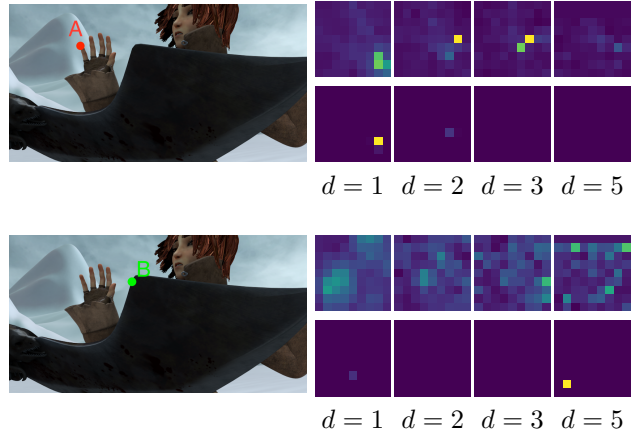 A
d = 1 d = 2 d = 3 d = 5
B
d = 1 d = 2 d = 3 d = 5